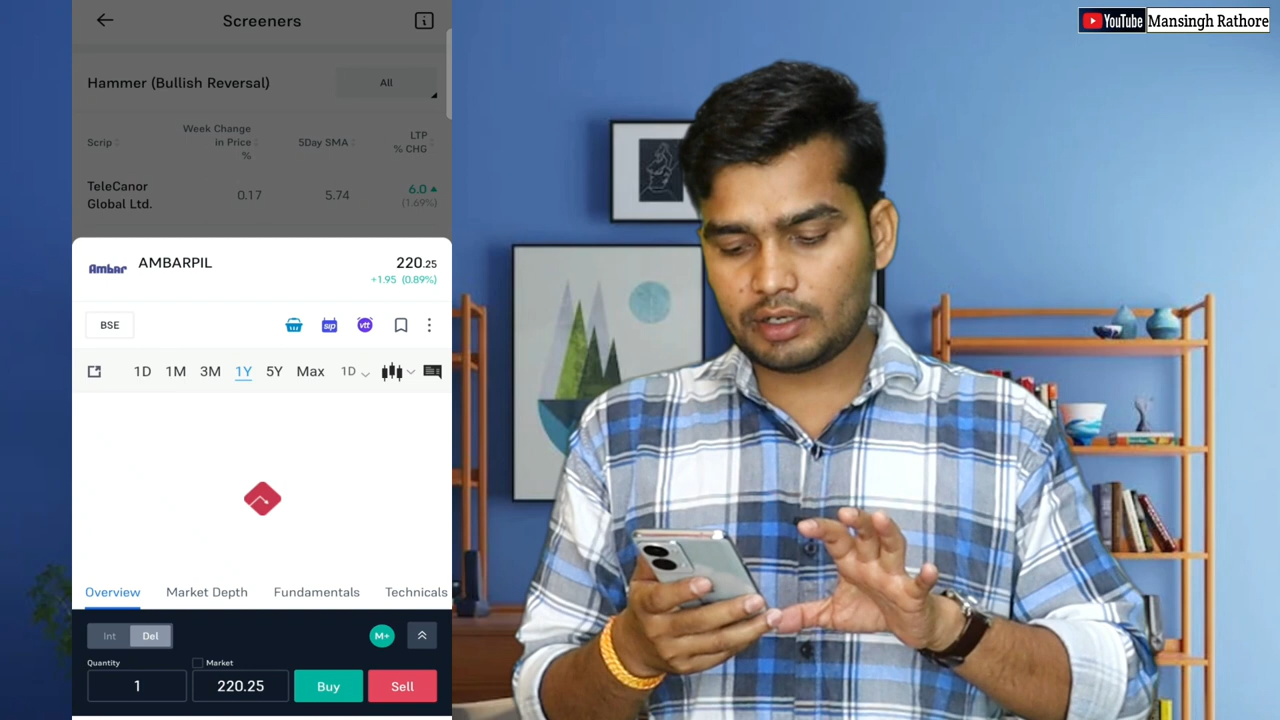 Screeners
Hammer (Bullish Reversal)
All
Scrip
Week Change
in Price
%
5Day SMA
LTP
% CHG
TeleCanor
Global Ltd.
0.17
5.74
6.0
(1.69%)
Ambar
AMBARPIL
220.25
+1.95 (0.89%)
BSE
sip
vtt
1D 1M 3M 1Y 5Y Max 1D
Overview Market Depth Fundamentals Technicals
Int Del
M+
Quantity
Market
1
220.25
Buy
Sell
YouTube Mansingh Rathore